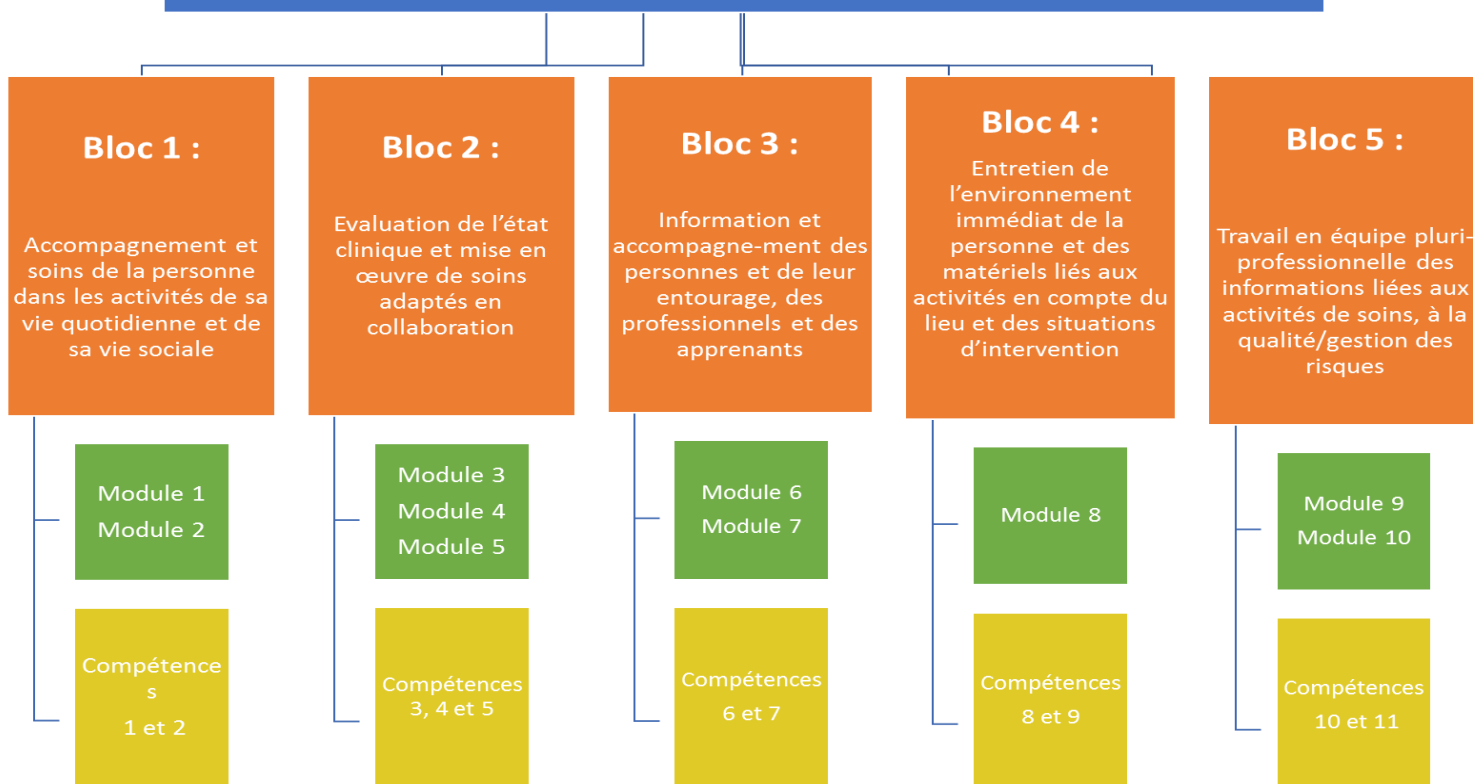 Bloc 1 :
Accompagnement et
soins de la personne
dans les activités de sa
vie quotidienne et de
sa vie sociale
Module 1
Module 2
Compétence
s
1 et 2
Bloc 2 :
Evaluation de l’état
clinique et mise en
œuvre de soins
adaptés en
collaboration
Module 3
Module 4
Module 5
Compétences
3, 4 et 5
Bloc 3 :
Information et
accompagne-ment des
personnes et de leur
entourage, des
professionnels et des
apprenants
Module 6
Module 7
Compétences
6 et 7
Bloc 4 :
Entretien de
l’environnement
immédiat de la
personne et des
matériels liés aux
activités en compte du
lieu et des situations
d’intervention
Module 8
Compétences
8 et 9
Bloc 5 :
Travail en équipe pluri-
professionnelle des
informations liées aux
activités de soins, à la
qualité/gestion des
risques
Module 9
Module 10
Compétences
10 et 11